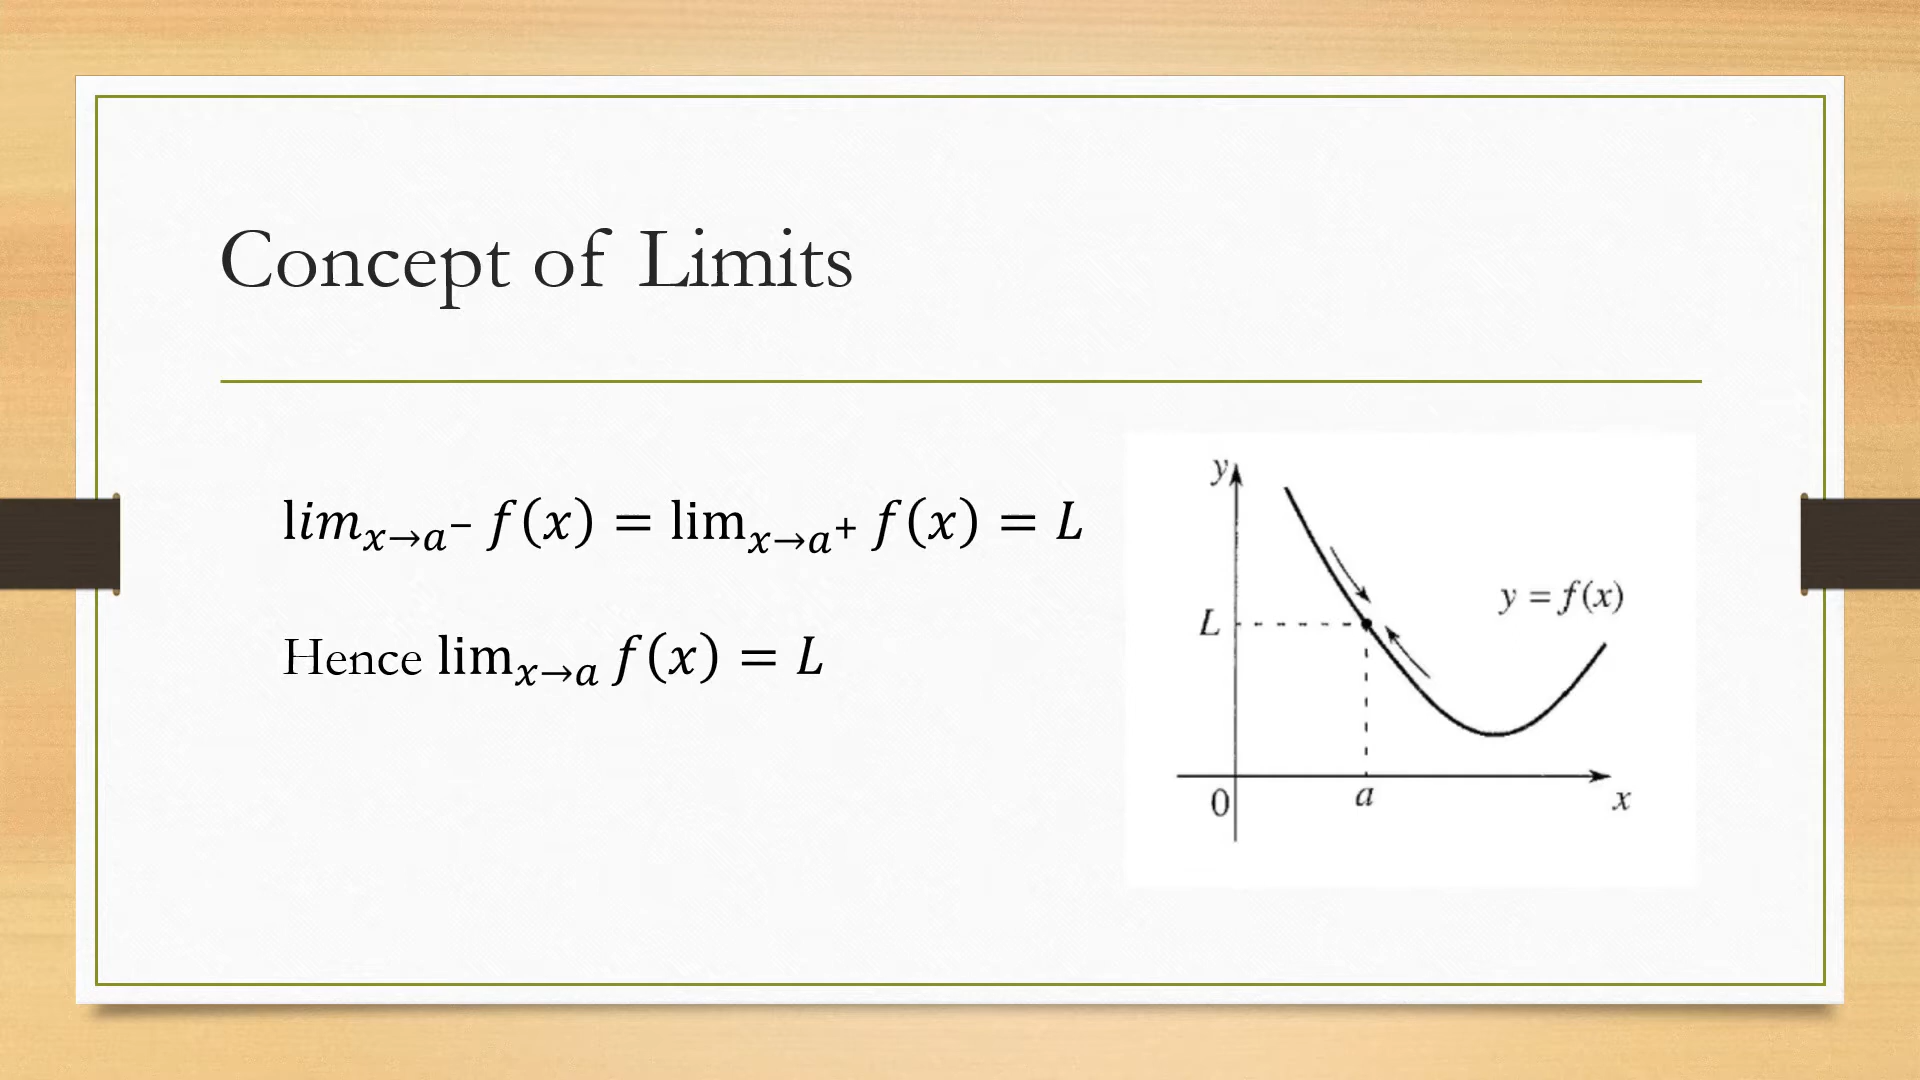 Concept of Limits
lim_{x→a⁻} f(x) = lim_{x→a⁺} f(x) = L
Hence lim_{x→a} f(x) = L
y
y = f(x)
L
0
a
x